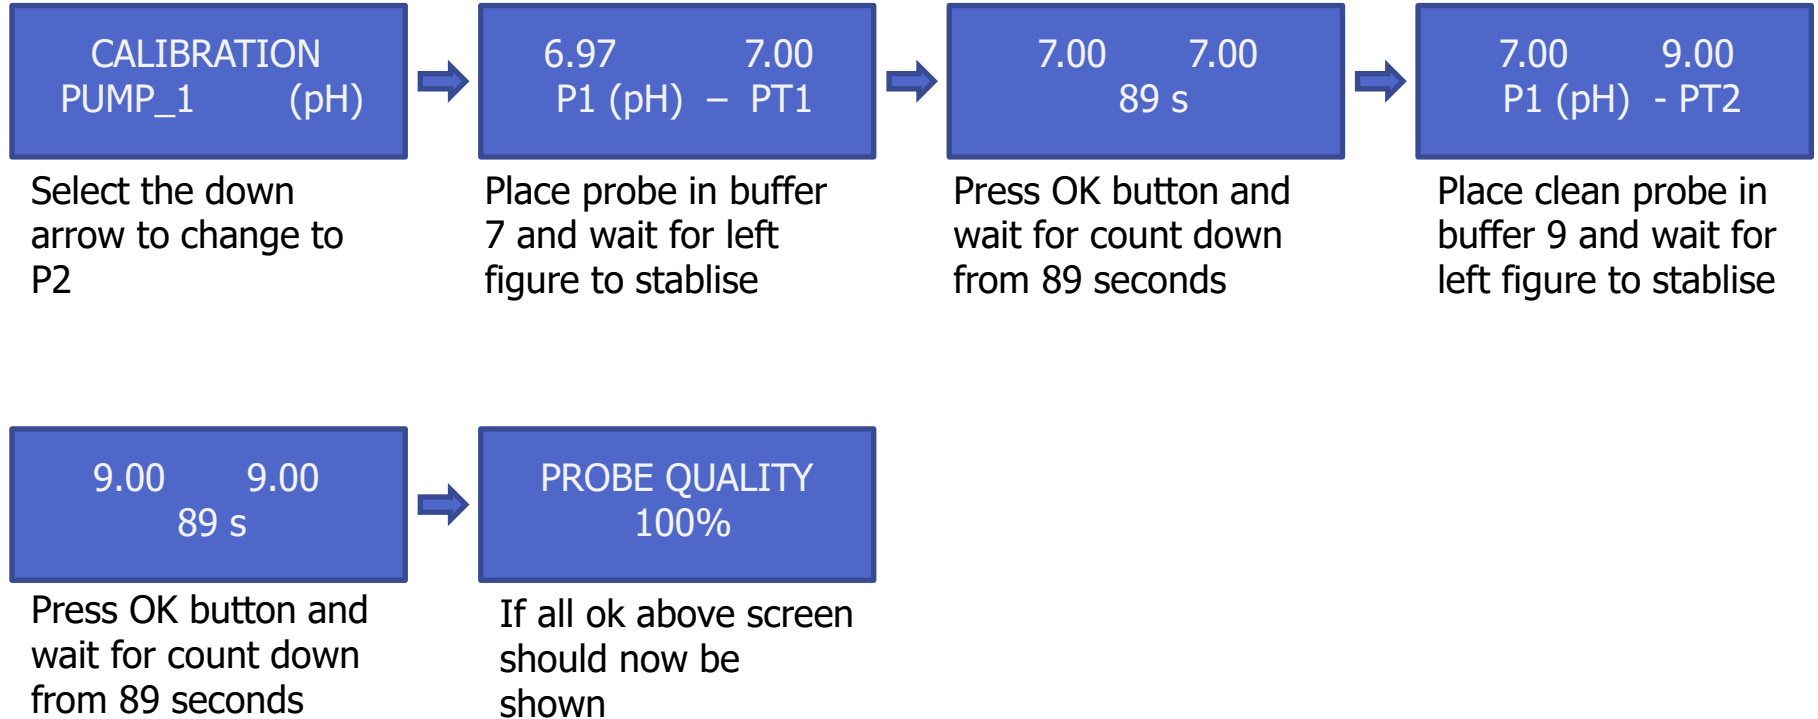 CALIBRATION
PUMP_1 (pH)
Select the down
arrow to change to
P2
6.97 7.00
P1 (pH) – PT1
Place probe in buffer
7 and wait for left
figure to stablise
7.00 7.00
89 s
Press OK button and
wait for count down
from 89 seconds
7.00 9.00
P1 (pH) - PT2
Place clean probe in
buffer 9 and wait for
left figure to stablise
9.00 9.00
89 s
Press OK button and
wait for count down
from 89 seconds
PROBE QUALITY
100%
If all ok above screen
should now be
shown